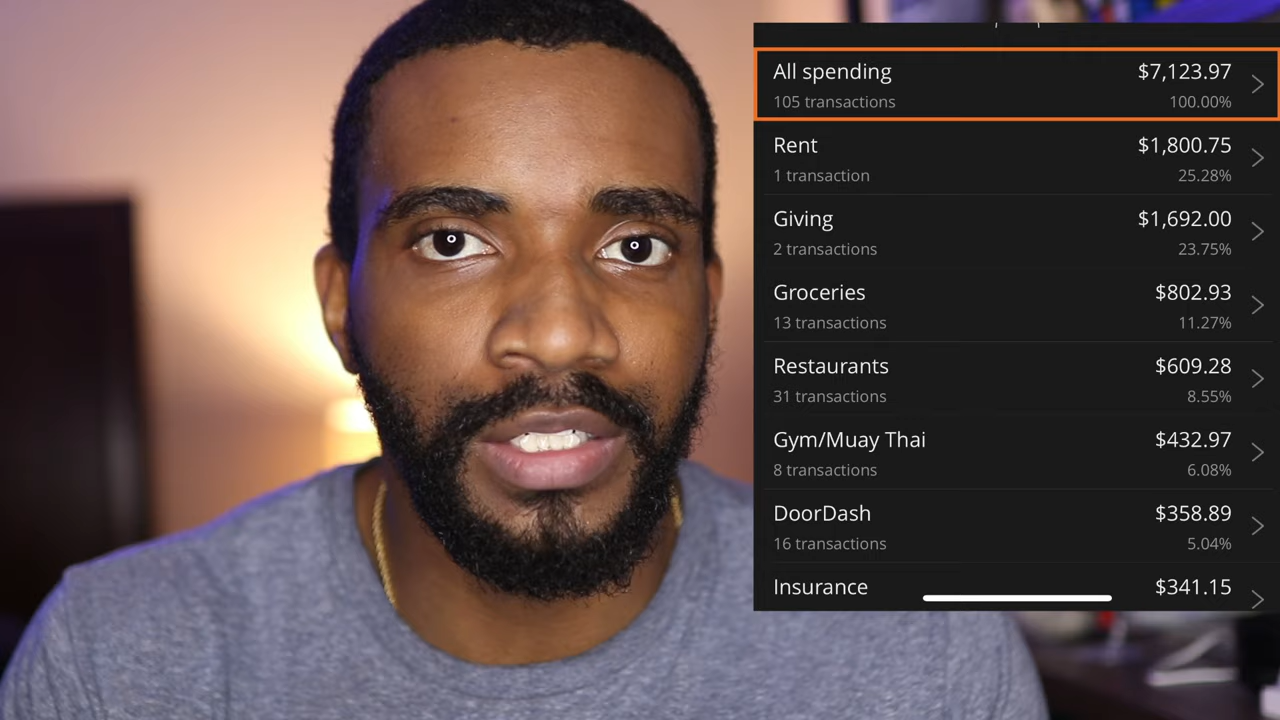 All spending $7,123.97
105 transactions 100.00%
Rent $1,800.75
1 transaction 25.28%
Giving $1,692.00
2 transactions 23.75%
Groceries $802.93
13 transactions 11.27%
Restaurants $609.28
31 transactions 8.55%
Gym/Muay Thai $432.97
8 transactions 6.08%
DoorDash $358.89
16 transactions 5.04%
Insurance $341.15